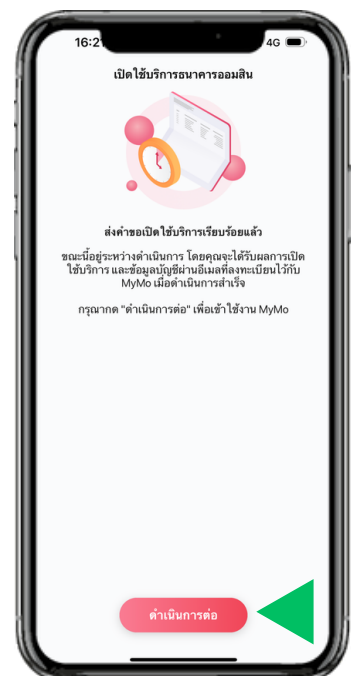 16:21
4G
เปิดใช้บริการธนาคารออมสิน
ส่งคำขอเปิดใช้บริการเรียบร้อยแล้ว
ขณะนี้อยู่ระหว่างดำเนินการ โดยคุณจะได้รับผลการเปิด
ใช้บริการ และข้อมูลบัญชีผ่านอีเมลที่ลงทะเบียนไว้กับ
MyMo เมื่อดำเนินการสำเร็จ
กรุณากด "ดำเนินการต่อ" เพื่อเข้าใช้งาน MyMo
ดำเนินการต่อ